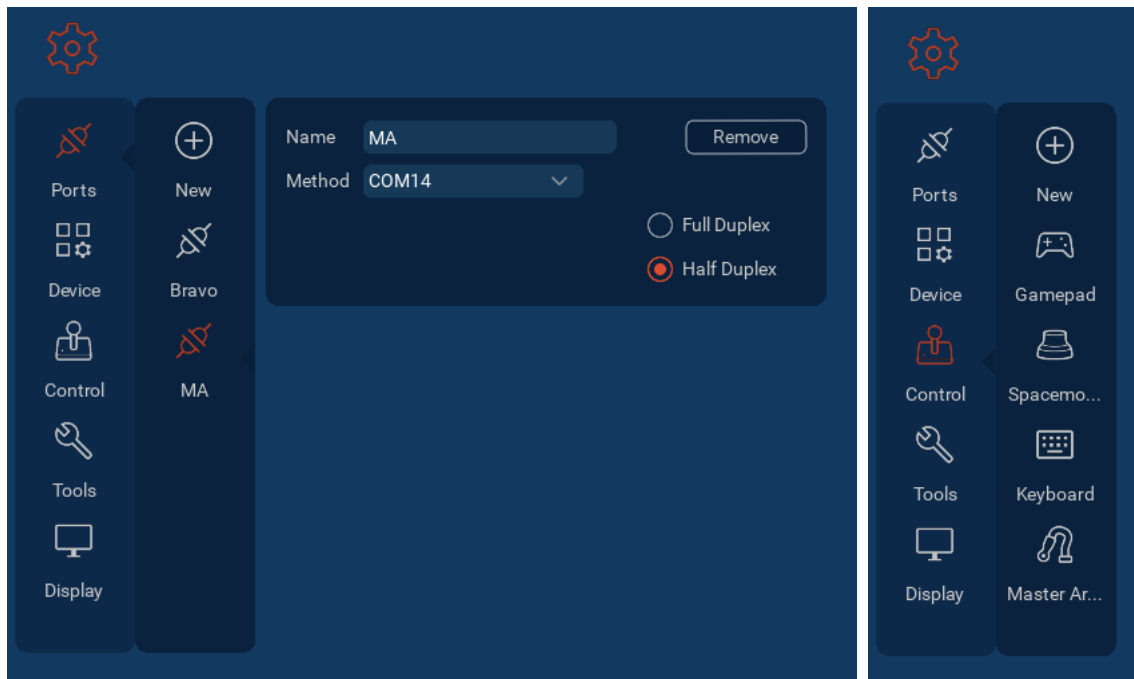 Ports
Device
Control
Tools
Display
New
Bravo
MA
Name MA Remove
Method COM14
Full Duplex
Half Duplex
Ports
Device
Control
Tools
Display
New
Gamepad
Spacemo...
Keyboard
Master Ar...